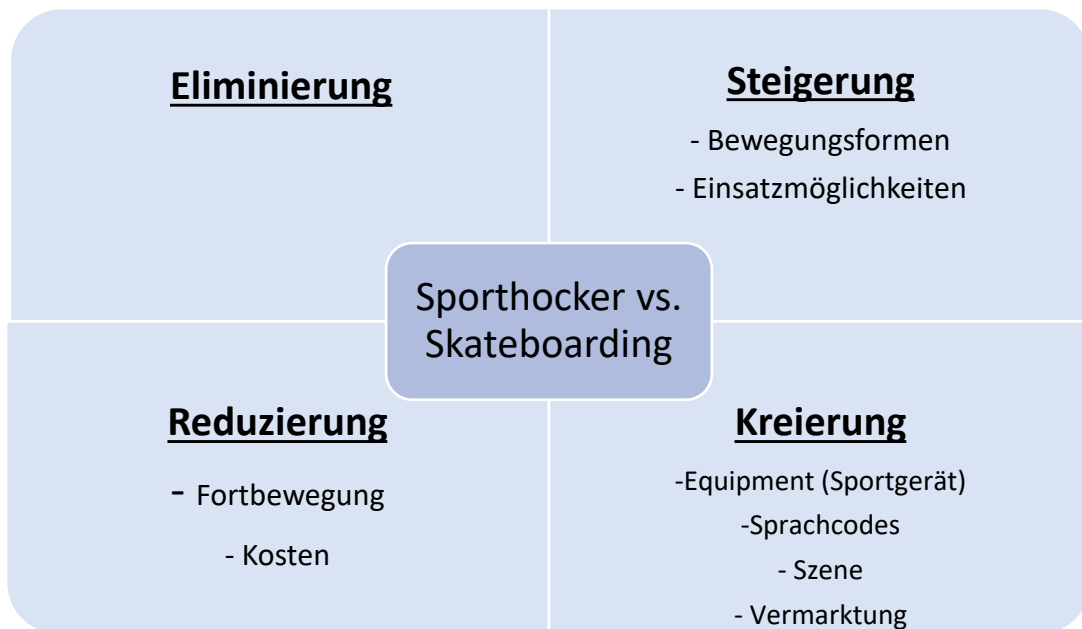 Eliminierung
Steigerung
- Bewegungsformen
- Einsatzmöglichkeiten
Sporthocker vs.
Skateboarding
Reduzierung
- Fortbewegung
- Kosten
Kreierung
-Equipment (Sportgerät)
-Sprachcodes
- Szene
- Vermarktung